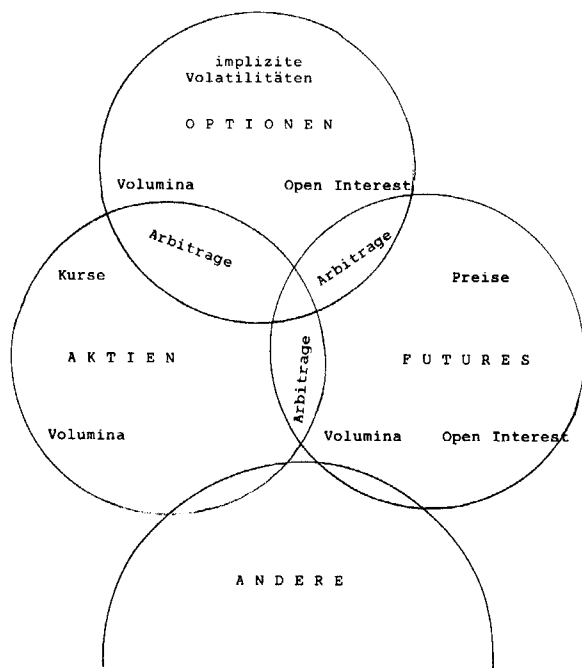 implizite
Volatilitäten
O P T I O N E N
Volumina
Open Interest
Arbitrage
Arbitrage
Kurse
Preise
Arbitrage
A K T I E N
F U T U R E S
Volumina
Volumina
Open Interest
A N D E R E